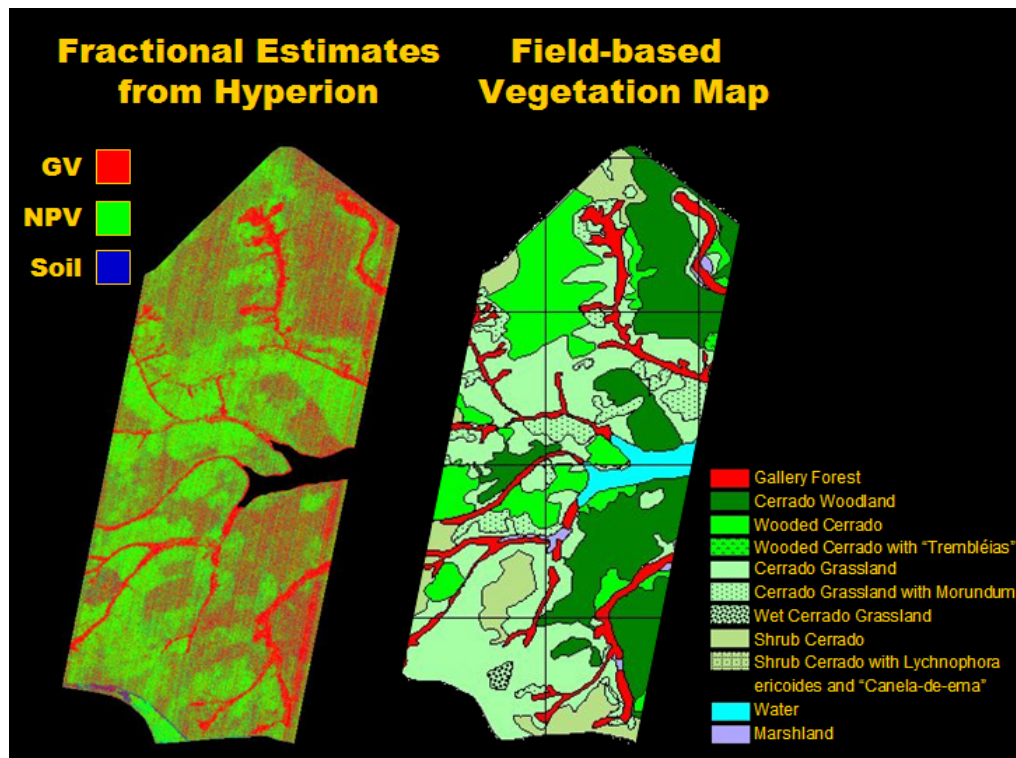 Fractional Estimates
from Hyperion
Field-based
Vegetation Map
GV
NPV
Soil
Gallery Forest
Cerrado Woodland
Wooded Cerrado
Wooded Cerrado with “Trembléias”
Cerrado Grassland
Cerrado Grassland with Morundum
Wet Cerrado Grassland
Shrub Cerrado
Shrub Cerrado with Lychnophora
ericoides and “Canela-de-ema”
Water
Marshland